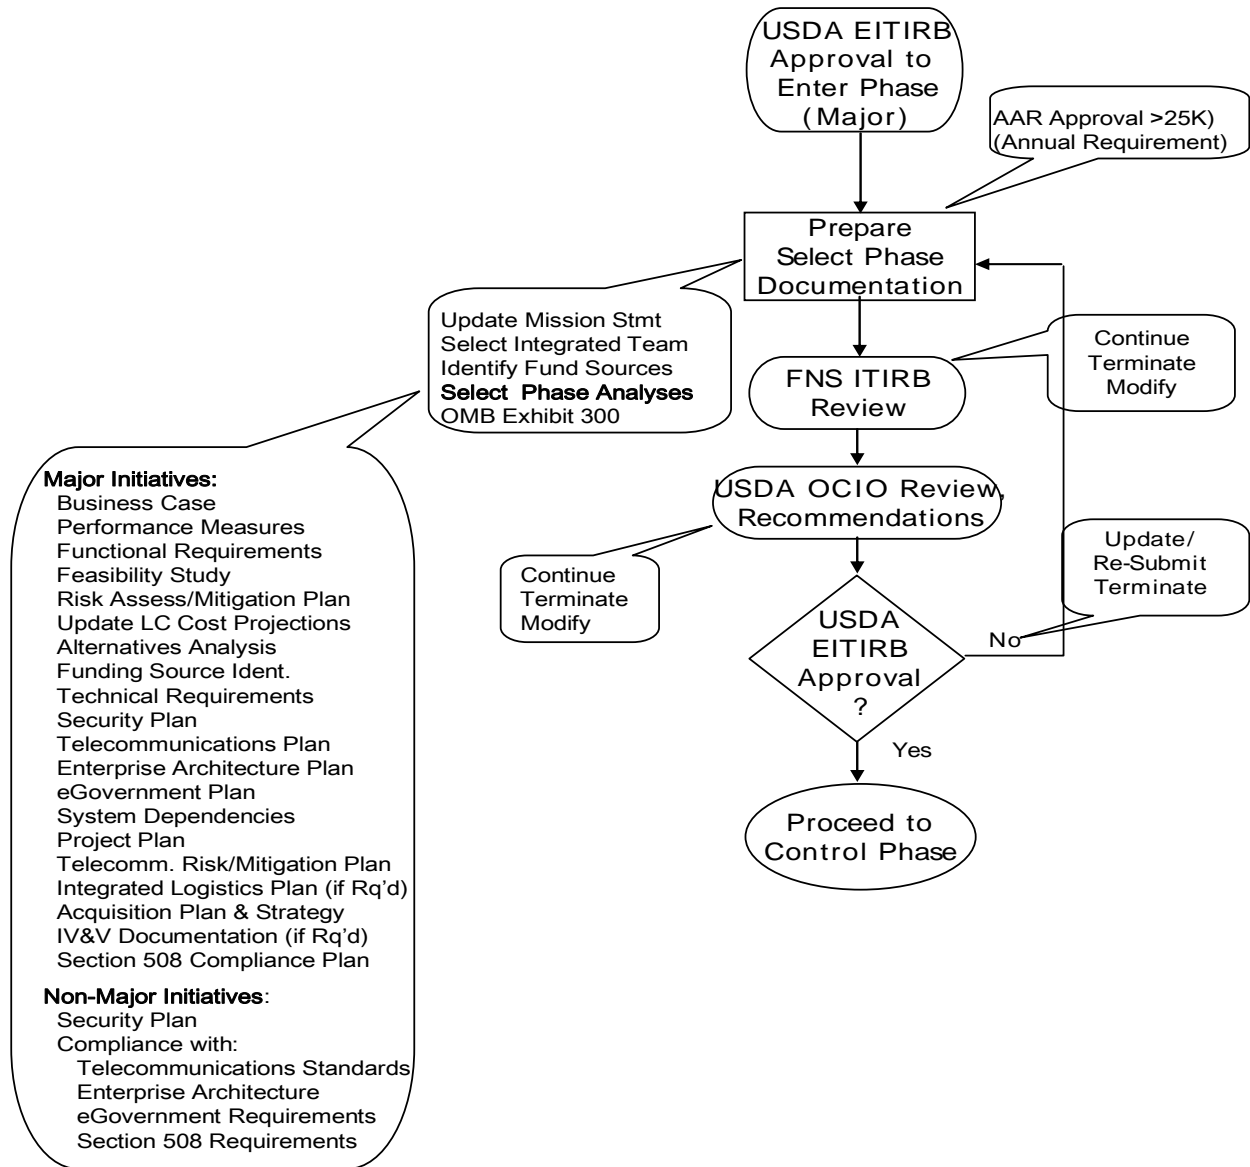 USDA EITIRB
Approval to
Enter Phase
(Major)
AAR Approval >25K)
(Annual Requirement)
Prepare
Select Phase
Documentation
Update Mission Stmt
Select Integrated Team
Identify Fund Sources
Select Phase Analyses
OMB Exhibit 300
Continue
Terminate
Modify
FNS ITIRB
Review
USDA OCIO Review,
Recommendations
Continue
Terminate
Modify
Update/
Re-Submit
Terminate
USDA
EITIRB
Approval
?
No
Yes
Proceed to
Control Phase
Major Initiatives:
Business Case
Performance Measures
Functional Requirements
Feasibility Study
Risk Assess/Mitigation Plan
Update LC Cost Projections
Alternatives Analysis
Funding Source Ident.
Technical Requirements
Security Plan
Telecommunications Plan
Enterprise Architecture Plan
eGovernment Plan
System Dependencies
Project Plan
Telecomm. Risk/Mitigation Plan
Integrated Logistics Plan (if Rq'd)
Acquisition Plan & Strategy
IV&V Documentation (if Rq'd)
Section 508 Compliance Plan
Non-Major Initiatives:
Security Plan
Compliance with:
Telecommunications Standards
Enterprise Architecture
eGovernment Requirements
Section 508 Requirements